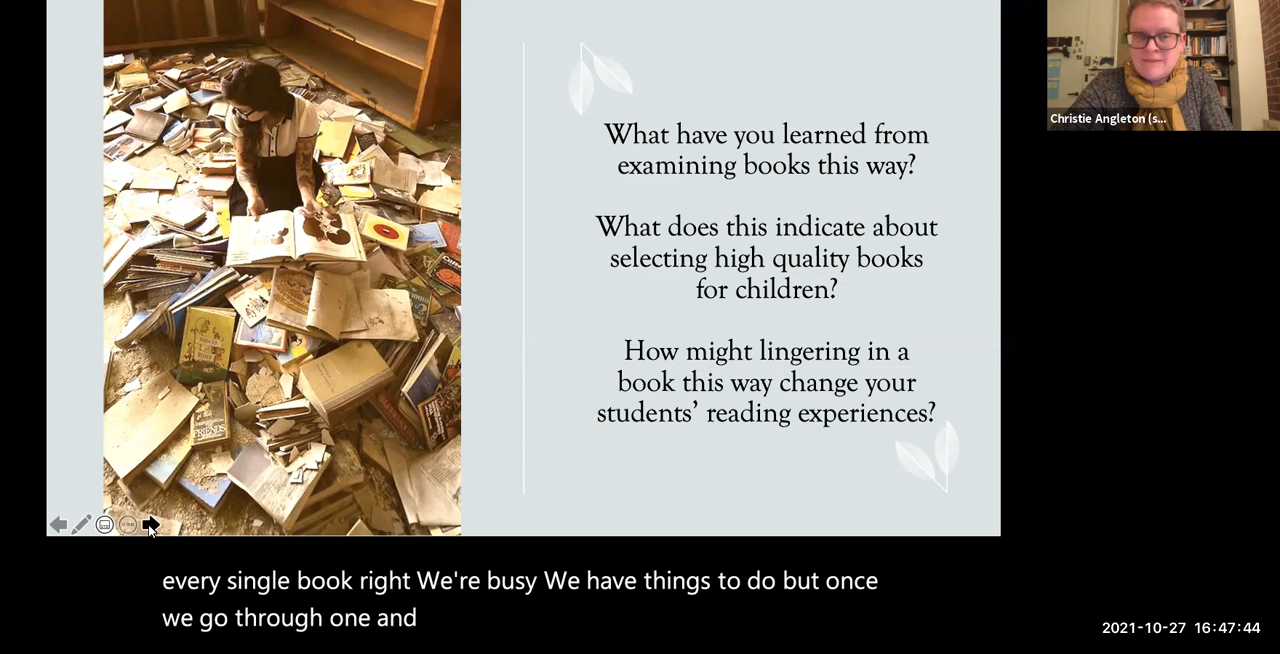 What have you learned from
examining books this way?
What does this indicate about
selecting high quality books
for children?
How might lingering in a
book this way change your
students’ reading experiences?
Christie Angleton (s...
FRIENDS
every single book right We're busy We have things to do but once
we go through one and
2021-10-27 16:47:44